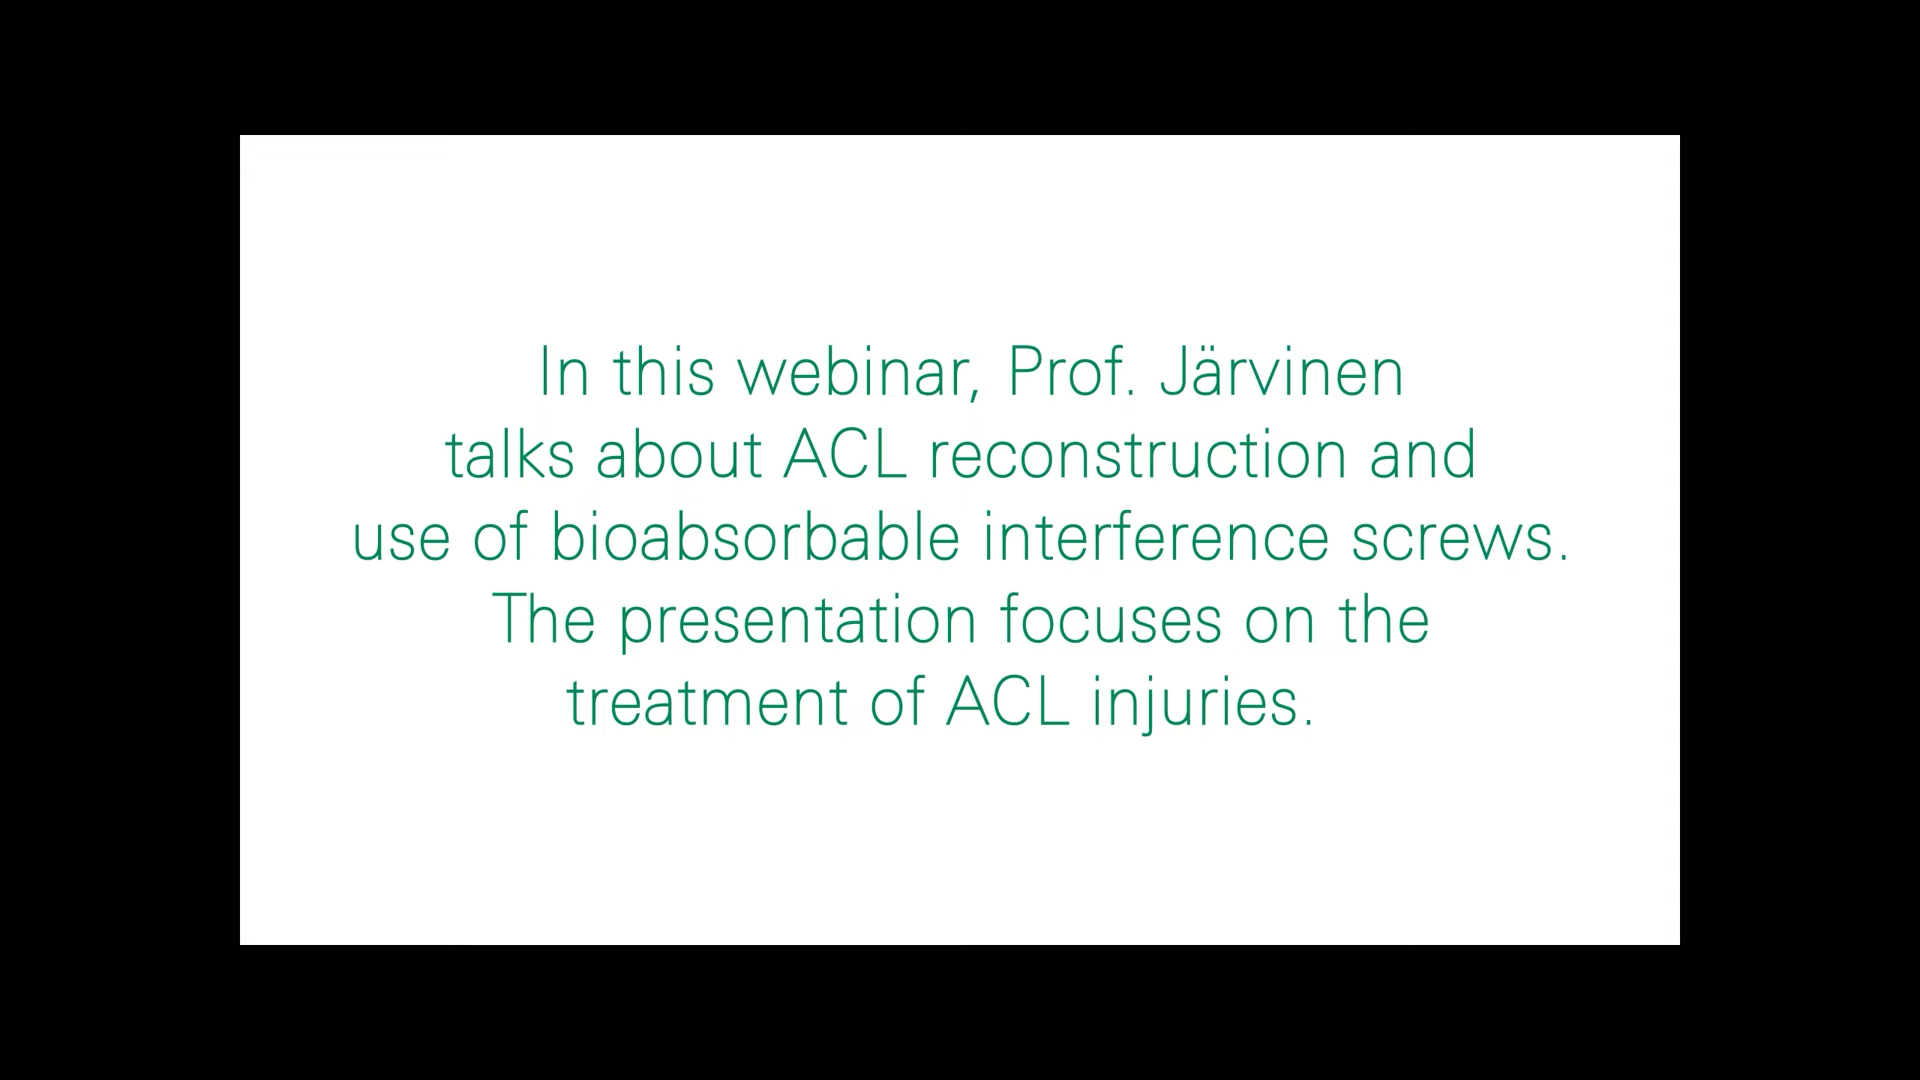 In this webinar, Prof. Järvinen
talks about ACL reconstruction and
use of bioabsorbable interference screws.
The presentation focuses on the
treatment of ACL injuries.